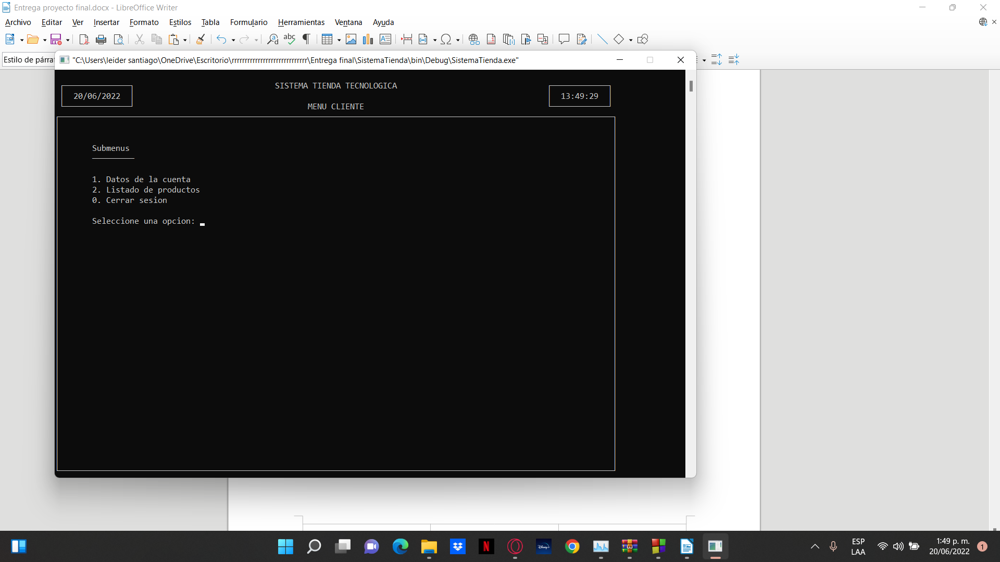 Entrega proyecto final.docx - LibreOffice Writer
Archivo Editar Ver Insertar Formato Estilos Tabla Formulario Herramientas Ventana Ayuda
Estilo de párraf
"C:\Users\leider santiago\OneDrive\Escritorio\rrrrrrrrrrrrrrrrrrrrrrrrrrrrr\Entrega final\SistemaTienda\bin\Debug\SistemaTienda.exe"
SISTEMA TIENDA TECNOLOGICA
20/06/2022
13:49:29
MENU CLIENTE
Submenus
1. Datos de la cuenta
2. Listado de productos
0. Cerrar sesion
Seleccione una opcion:
ESP
LAA
1:49 p. m.
20/06/2022
1